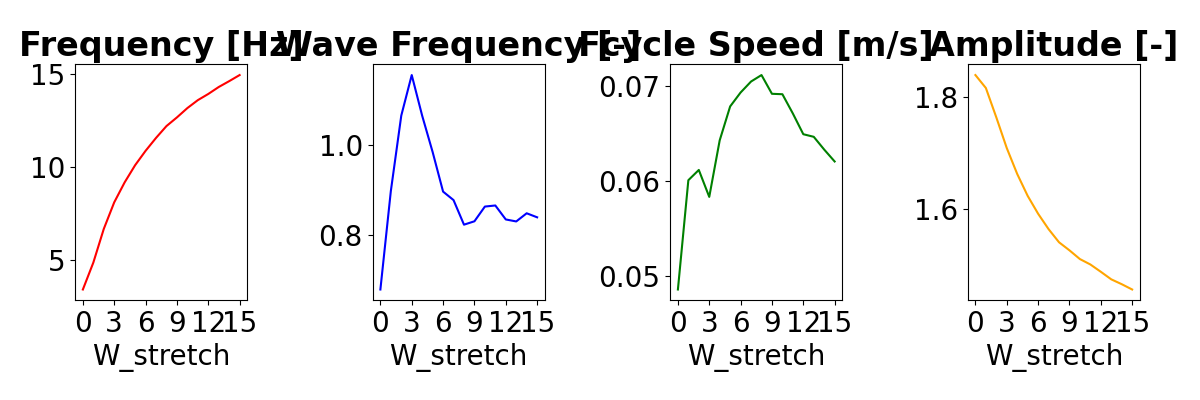 Frequency [Hz]
Wave Frequency [-]
Fcycle Speed [m/s]
Amplitude [-]
15
10
5
0 3 6 9 12 15
W_stretch
1.0
0.8
0 3 6 9 12 15
W_stretch
0.07
0.06
0.05
0 3 6 9 12 15
W_stretch
1.8
1.6
0 3 6 9 12 15
W_stretch